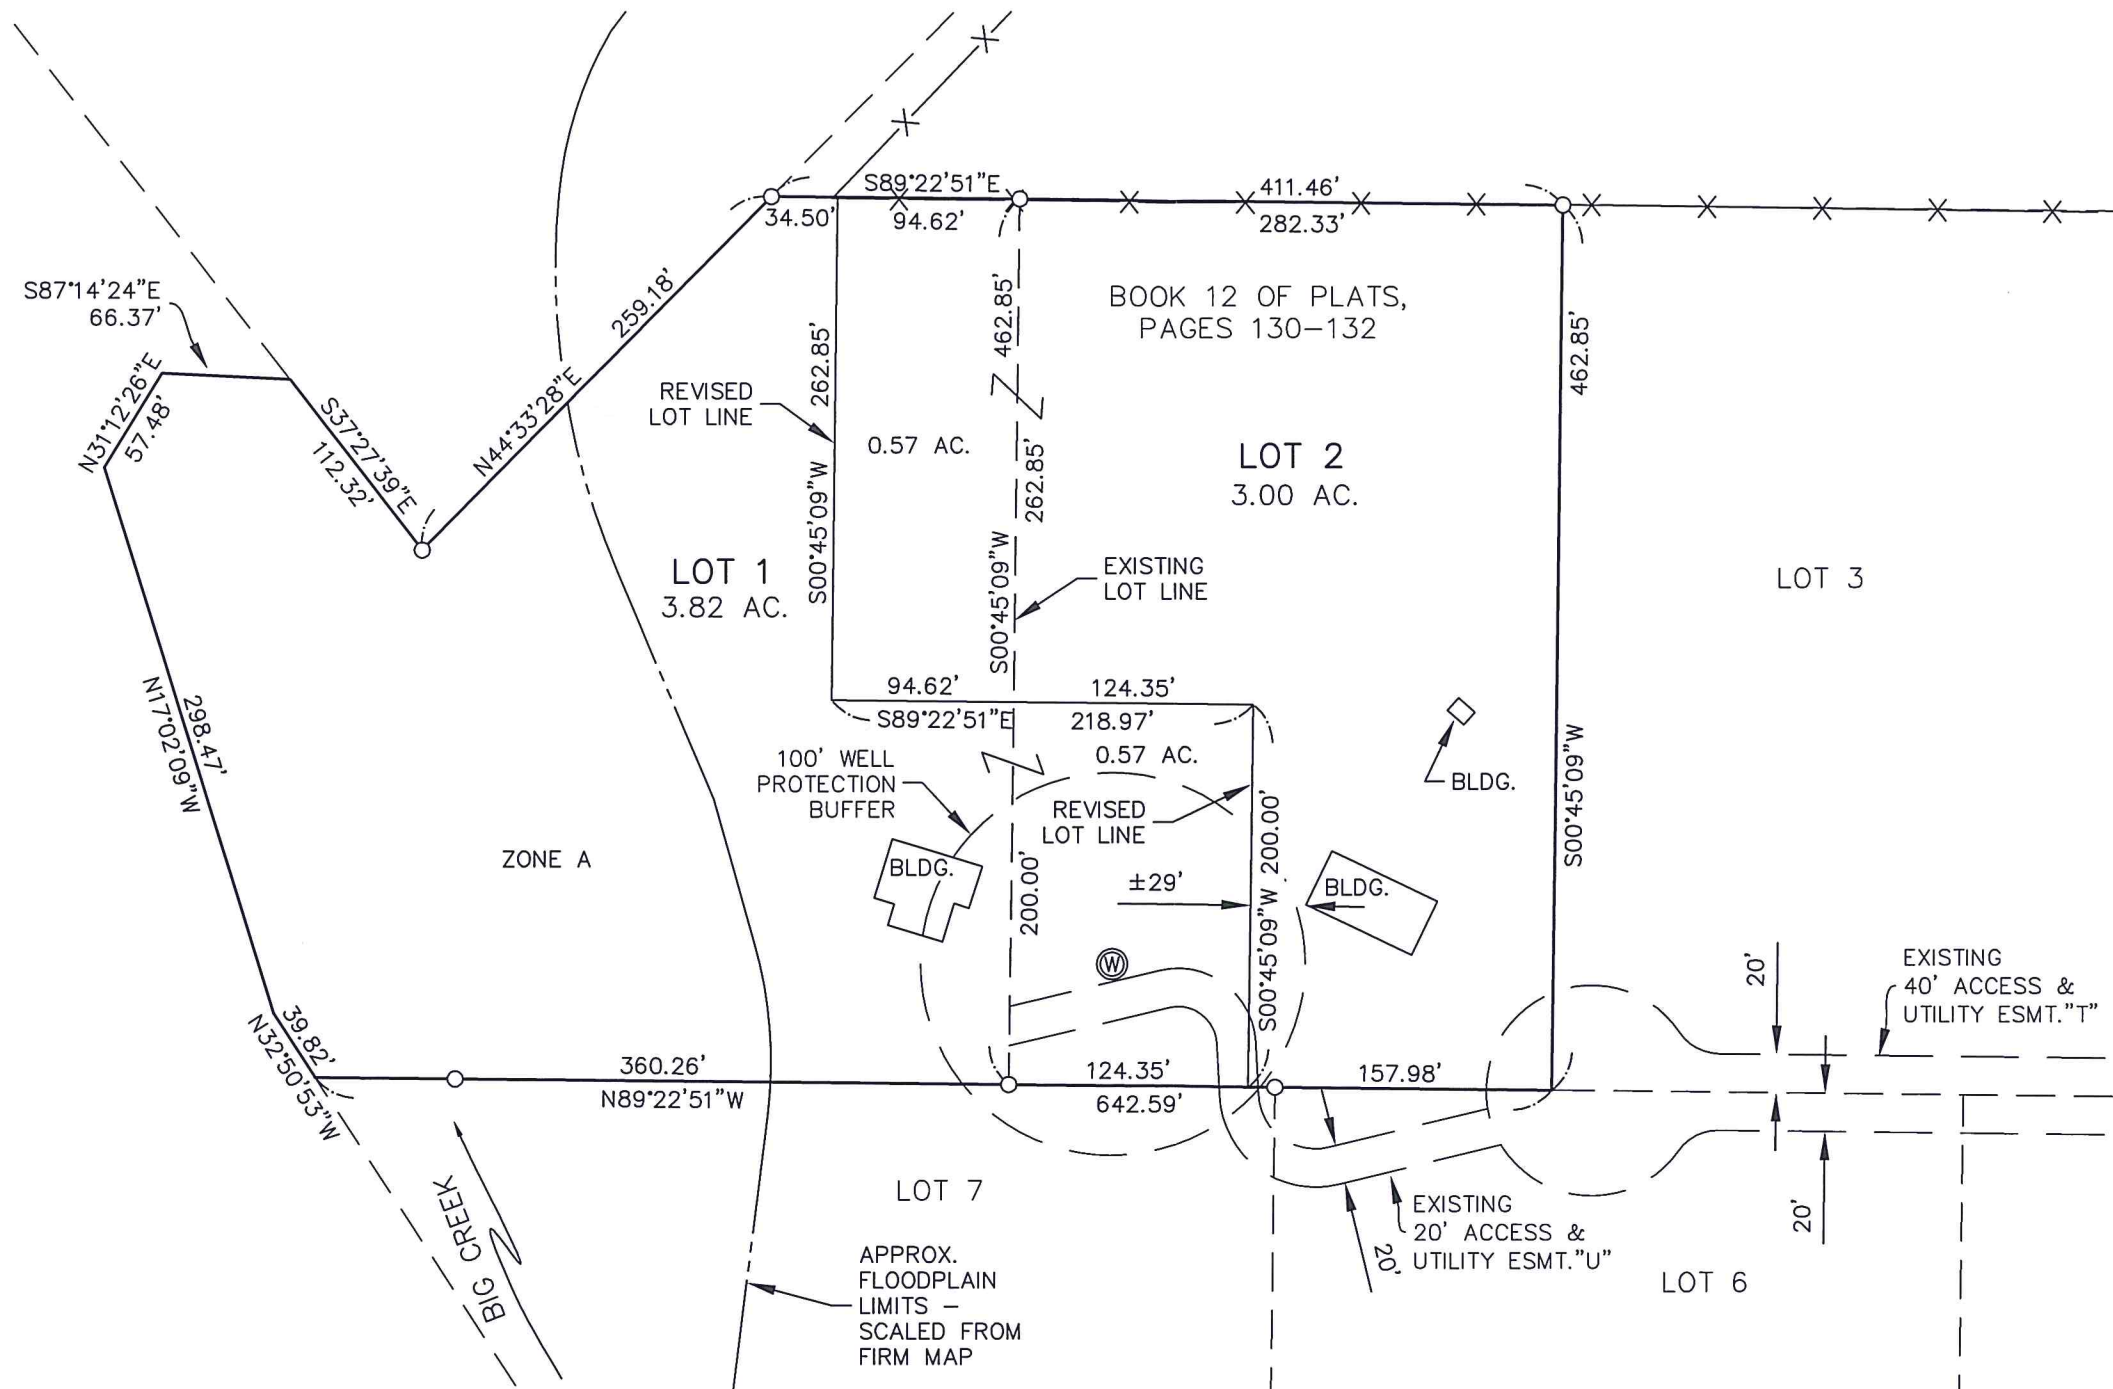 S89°22'51"E
411.46'
34.50'
94.62'
282.33'
S87°14'24"E
66.37'
259.18'
N44°33'28"E
N31°12'26"E
57.48'
S37°27'39"E
112.32'
REVISED
LOT LINE
262.85'
S00°45'09"W
0.57 AC.
462.85'
262.85'
S00°45'09"W
BOOK 12 OF PLATS,
PAGES 130-132
LOT 2
3.00 AC.
462.85'
S00°45'09"W
EXISTING
LOT LINE
LOT 3
LOT 1
3.82 AC.
298.47'
N17°02'09"W
94.62'
124.35'
S89°22'51"E
218.97'
0.57 AC.
100' WELL
PROTECTION
BUFFER
REVISED
LOT LINE
BLDG.
ZONE A
BLDG.
200.00'
±29'
S00°45'09"W 200.00'
BLDG.
W
20'
EXISTING
40' ACCESS &
UTILITY ESMT."T"
39.82'
N32°50'53"W
360.26'
N89°22'51"W
124.35'
642.59'
157.98'
BIG CREEK
LOT 7
APPROX.
FLOODPLAIN
LIMITS –
SCALED FROM
FIRM MAP
20'
EXISTING
20' ACCESS &
UTILITY ESMT."U"
20'
LOT 6